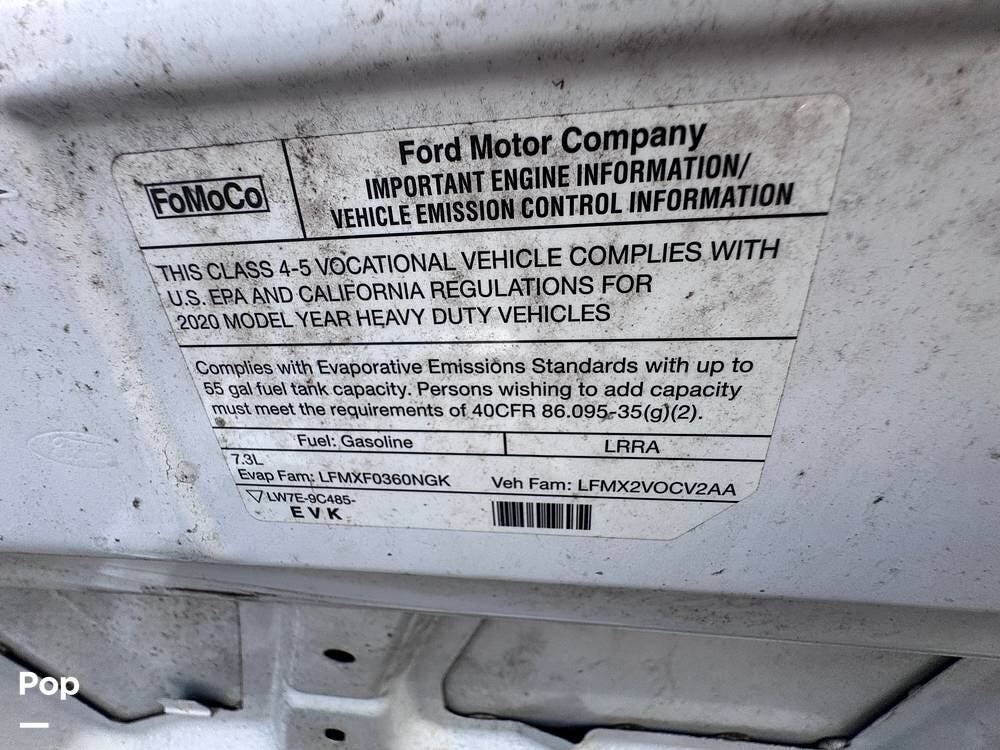 Ford Motor Company
FoMoCo
IMPORTANT ENGINE INFORMATION/
VEHICLE EMISSION CONTROL INFORMATION
THIS CLASS 4-5 VOCATIONAL VEHICLE COMPLIES WITH
U.S. EPA AND CALIFORNIA REGULATIONS FOR
2020 MODEL YEAR HEAVY DUTY VEHICLES
Complies with Evaporative Emissions Standards with up to
55 gal fuel tank capacity. Persons wishing to add capacity
must meet the requirements of 40CFR 86.095-35(g)(2).
Fuel: Gasoline LRRA
7.3L
Evap Fam: LFMXF0360NGK Veh Fam: LFMX2VOCV2AA
LW7E-9C485-
EVK
Pop